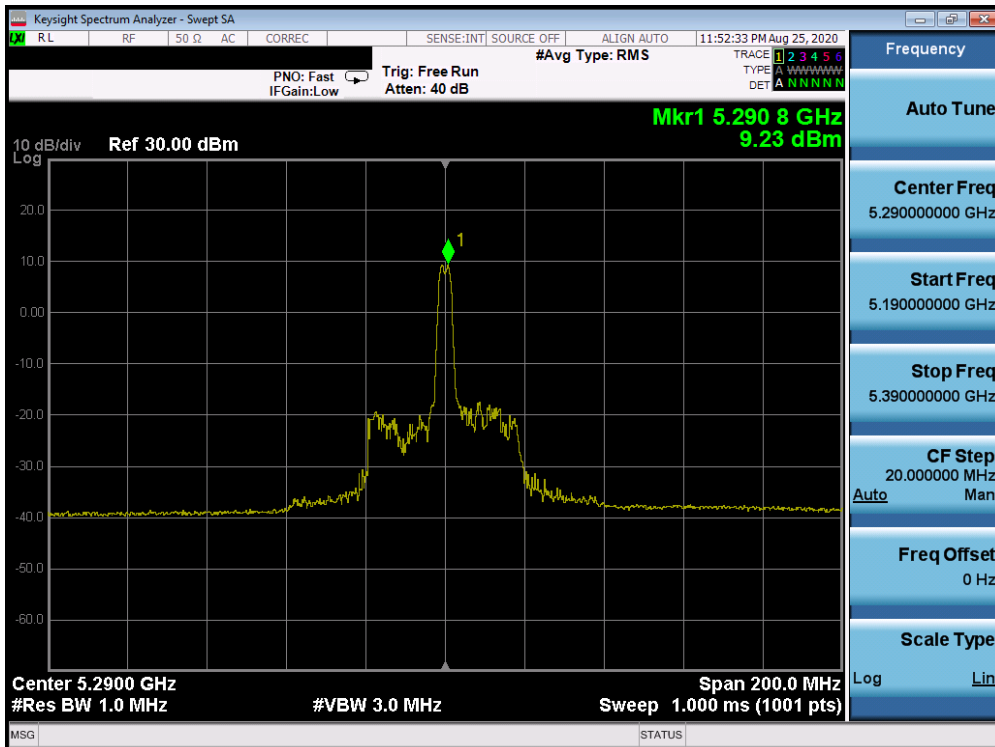 Keysight Spectrum Analyzer - Swept SA
LXI RL RF 50 Ω AC CORREC SENSE:INT SOURCE OFF ALIGN AUTO 11:52:33 PM Aug 25, 2020
PNO: Fast
IFGain:Low
Trig: Free Run
Atten: 40 dB
#Avg Type: RMS
TRACE 1 2 3 4 5 6
TYPE A WWWWW
DET A N N N N N
Frequency
Mkr1 5.290 8 GHz
9.23 dBm
10 dB/div
Log
Ref 30.00 dBm
20.0
10.0
0.00
-10.0
-20.0
-30.0
-40.0
-50.0
-60.0
1
Center 5.2900 GHz
#Res BW 1.0 MHz
#VBW 3.0 MHz
Span 200.0 MHz
Sweep 1.000 ms (1001 pts)
Auto Tune
Center Freq
5.290000000 GHz
Start Freq
5.190000000 GHz
Stop Freq
5.390000000 GHz
CF Step
20.000000 MHz
Auto Man
Freq Offset
0 Hz
Scale Type
Log Lin
MSG STATUS